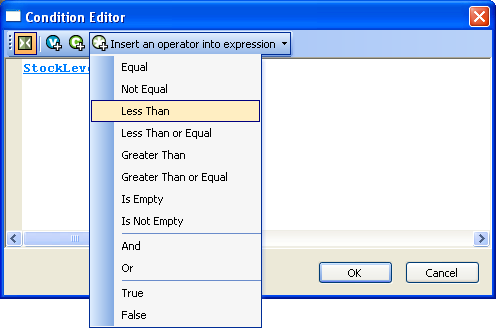 Condition Editor
Insert an operator into expression
StockLeve
Equal
Not Equal
Less Than
Less Than or Equal
Greater Than
Greater Than or Equal
Is Empty
Is Not Empty
And
Or
True
False
OK
Cancel